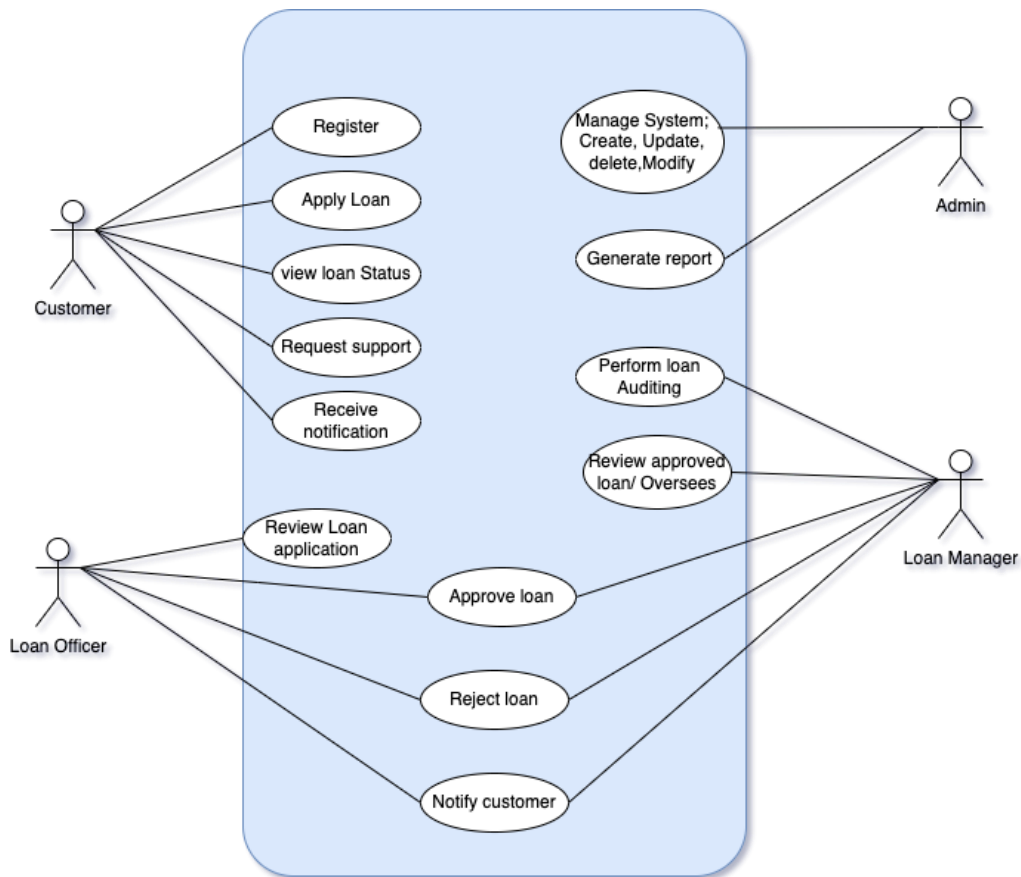 Register
Manage System;
Create, Update,
delete,Modify
Apply Loan
Admin
view loan Status
Generate report
Customer
Request support
Perform loan
Auditing
Receive
notification
Review approved
loan/ Oversees
Review Loan
application
Loan Manager
Approve loan
Loan Officer
Reject loan
Notify customer